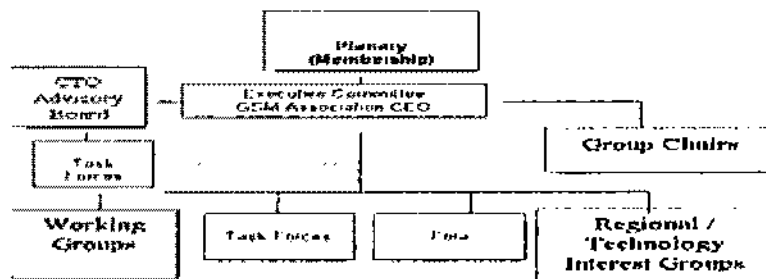 Plenary
(Membership)
CTO
Advisory
Board
Executive Committee
GSM Association CEO
Task
Forces
Group Chairs
Working
Groups
Task Forces
Fora
Regional /
Technology
Interest Groups